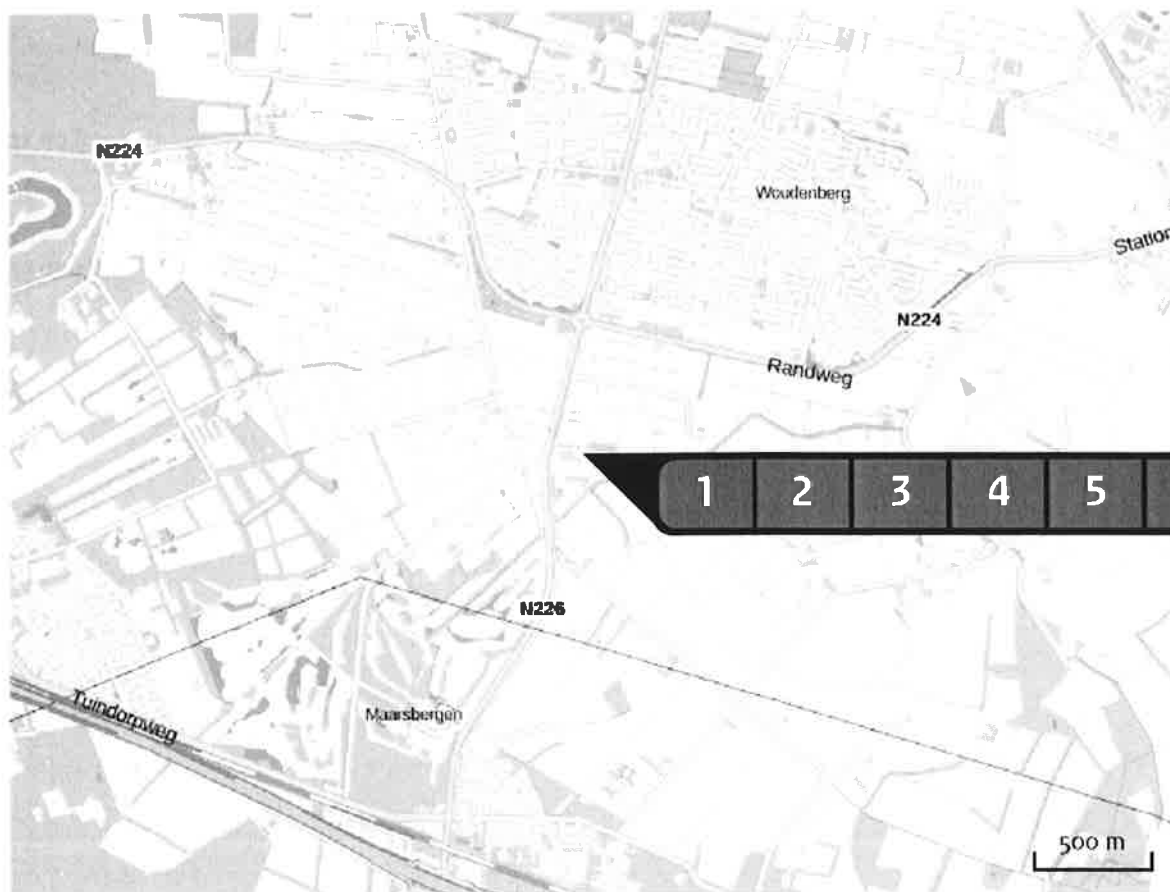 N224
Woudenberg
Station
N224
Randweg
1 2 3 4 5
N226
Tuindorpweg
Maarsbergen
500 m